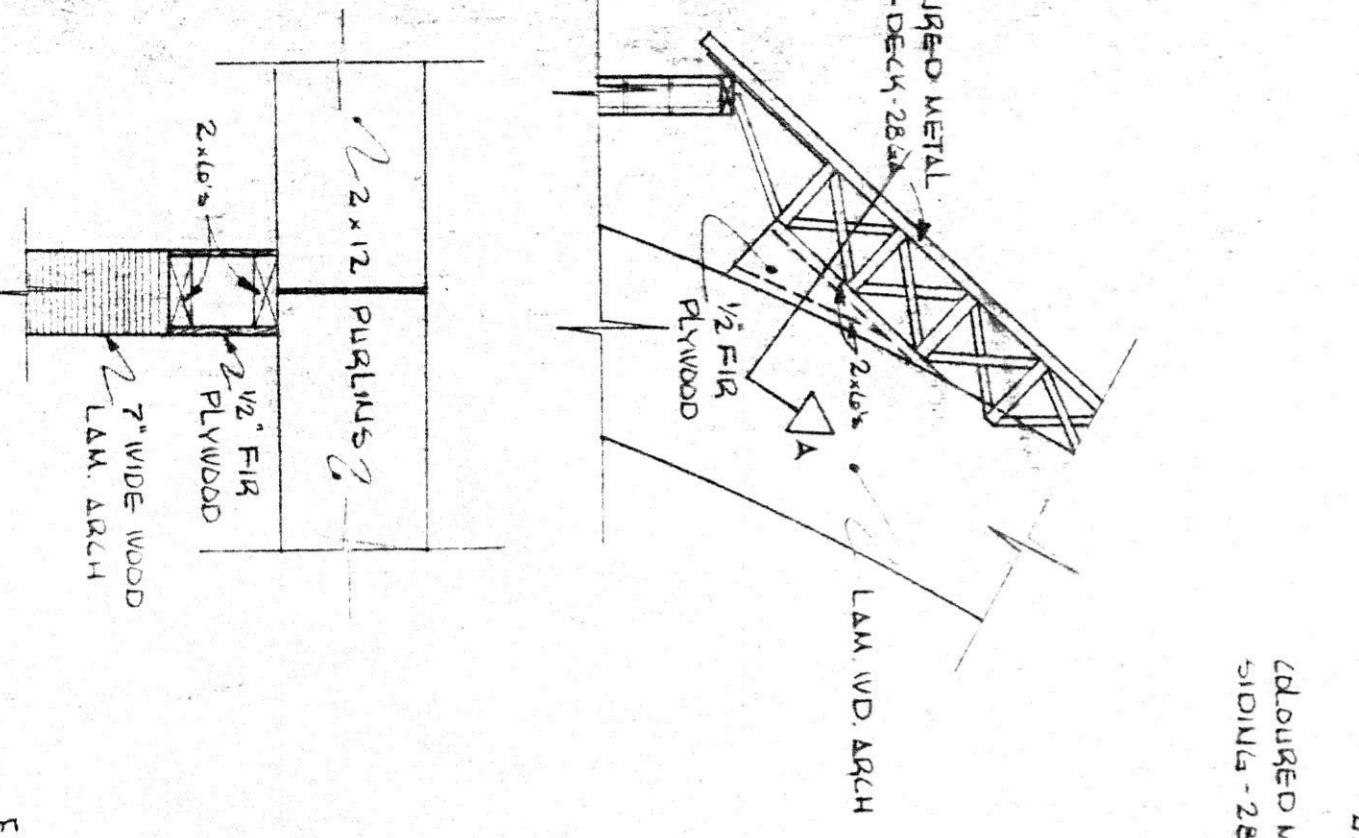 COLOURED
SIDING - 28
URED METAL
-DECK - 28 GA
LAM. WD. ARCH
2x6's
A
1/2" FIR
PLYWOOD
2x12 PURLINS
2x6's
1/2" FIR
PLYWOOD
7" WIDE WOOD
LAM. ARCH